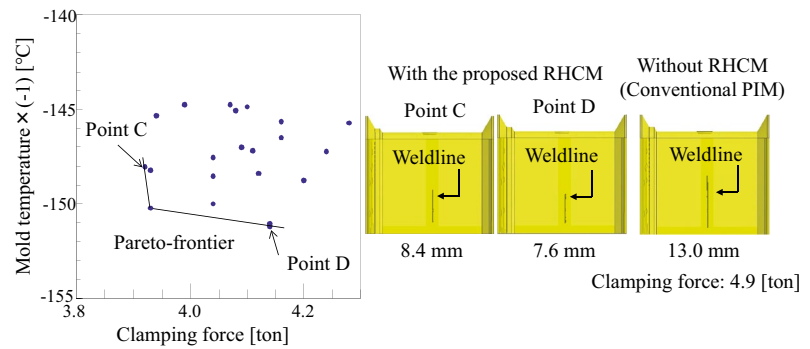 Mold temperature × (-1) [°C]
-140
-145
-150
-155
3.8
4.0
4.2
Clamping force [ton]
Point C
Pareto-frontier
Point D
With the proposed RHCM
Point C
Point D
Without RHCM
(Conventional PIM)
Weldline
Weldline
Weldline
8.4 mm
7.6 mm
13.0 mm
Clamping force: 4.9 [ton]